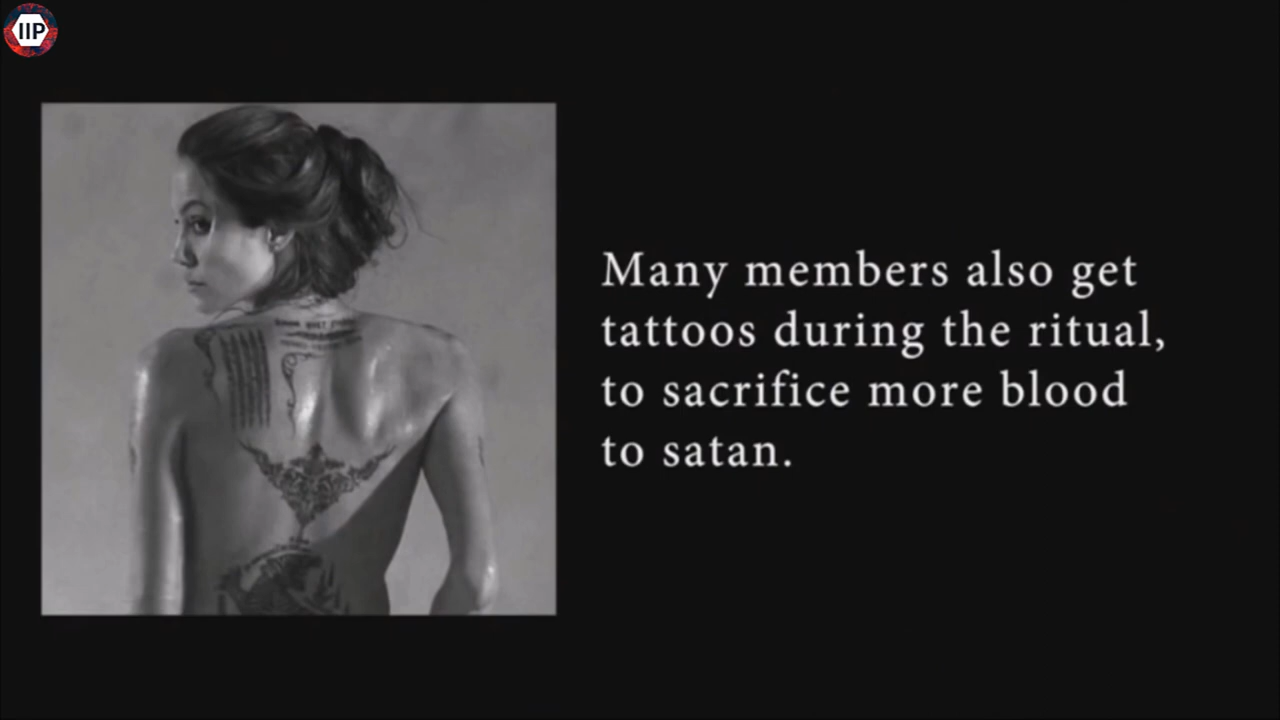 IIP
Many members also get
tattoos during the ritual,
to sacrifice more blood
to satan.